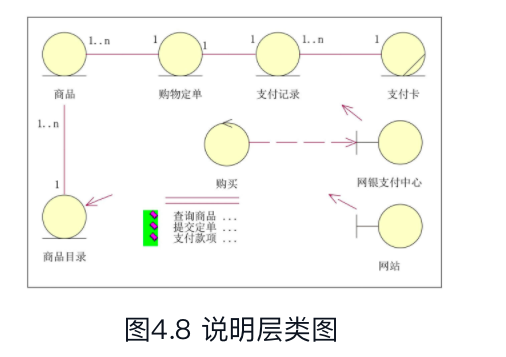 1..n 1 1 1 1..n 1
商品 购物定单 支付记录 支付卡
1..n
购买 网银支付中心
1
查询商品 ...
提交定单 ...
支付款项 ...
商品目录 网站
图4.8 说明层类图